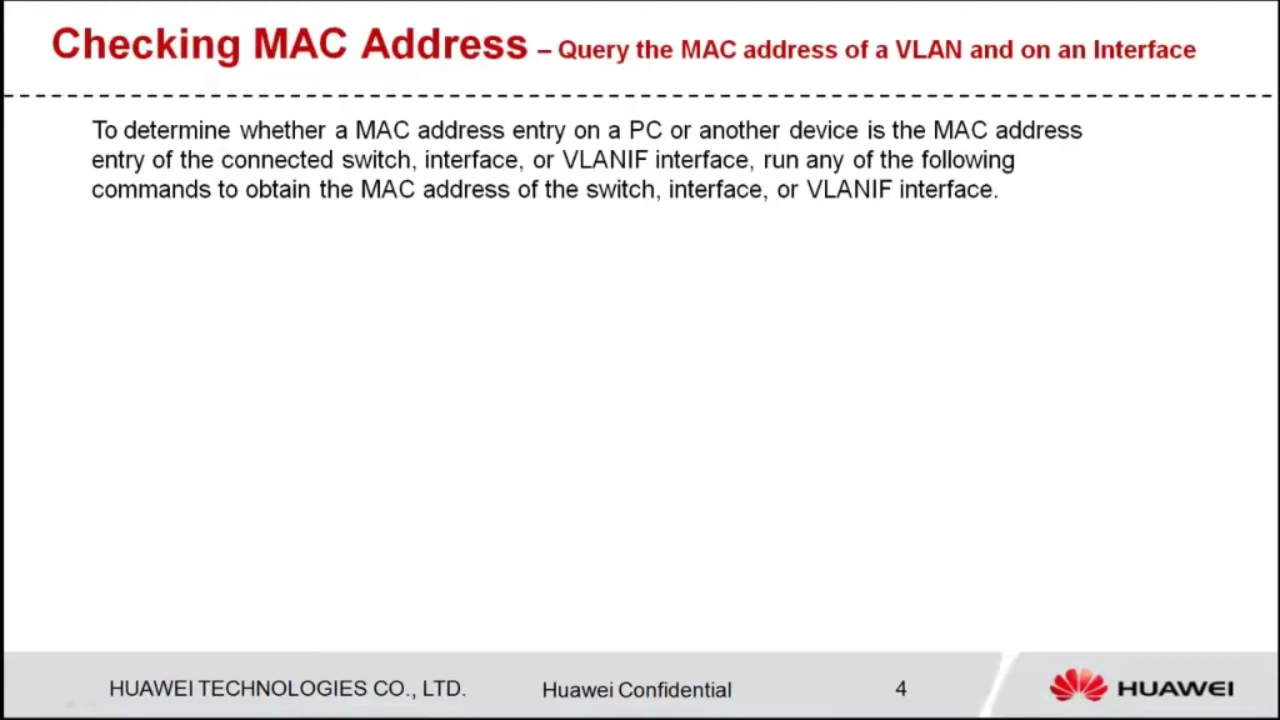 Checking MAC Address – Query the MAC address of a VLAN and on an Interface
To determine whether a MAC address entry on a PC or another device is the MAC address
entry of the connected switch, interface, or VLANIF interface, run any of the following
commands to obtain the MAC address of the switch, interface, or VLANIF interface.
HUAWEI TECHNOLOGIES CO., LTD. Huawei Confidential 4 HUAWEI